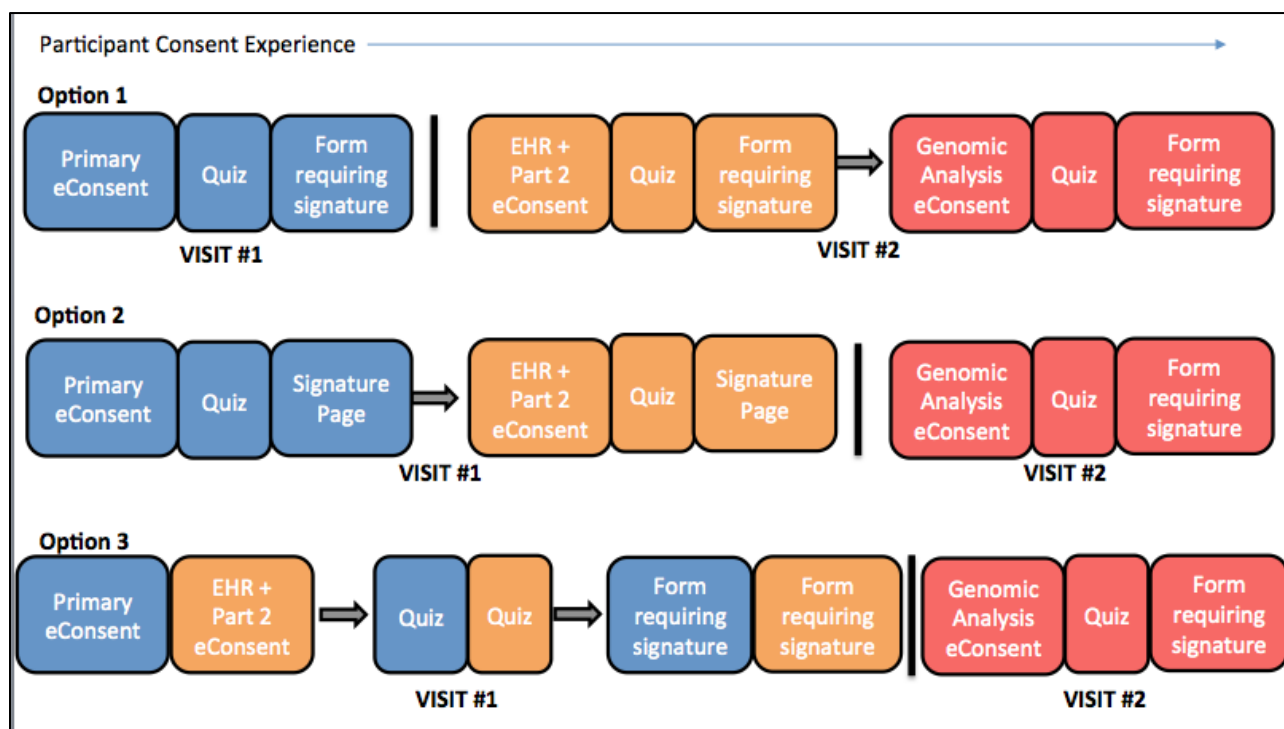 Participant Consent Experience
Option 1
Primary
eConsent
Quiz
Form
requiring
signature
EHR +
Part 2
eConsent
Quiz
Form
requiring
signature
Genomic
Analysis
eConsent
Quiz
Form
requiring
signature
VISIT #1
VISIT #2
Option 2
Primary
eConsent
Quiz
Signature
Page
EHR +
Part 2
eConsent
Quiz
Signature
Page
Genomic
Analysis
eConsent
Quiz
Form
requiring
signature
VISIT #1
VISIT #2
Option 3
Primary
eConsent
EHR +
Part 2
eConsent
Quiz
Quiz
Form
requiring
signature
Form
requiring
signature
Genomic
Analysis
eConsent
Quiz
Form
requiring
signature
VISIT #1
VISIT #2